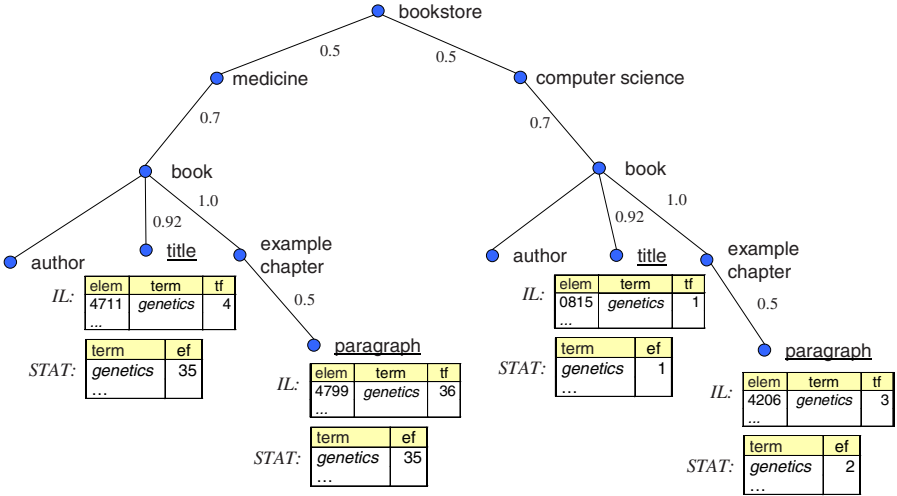 bookstore
0.5
0.5
medicine
computer science
0.7
0.7
book
book
1.0
1.0
0.92
0.92
author
title
example
chapter
author
title
example
chapter
IL:
elem term tf
4711 genetics 4
...
STAT:
term ef
genetics 35
...
0.5
paragraph
IL:
elem term tf
4799 genetics 36
...
STAT:
term ef
genetics 35
...
IL:
elem term tf
0815 genetics 1
...
STAT:
term ef
genetics 1
...
0.5
paragraph
IL:
elem term tf
4206 genetics 3
...
STAT:
term ef
genetics 2
...